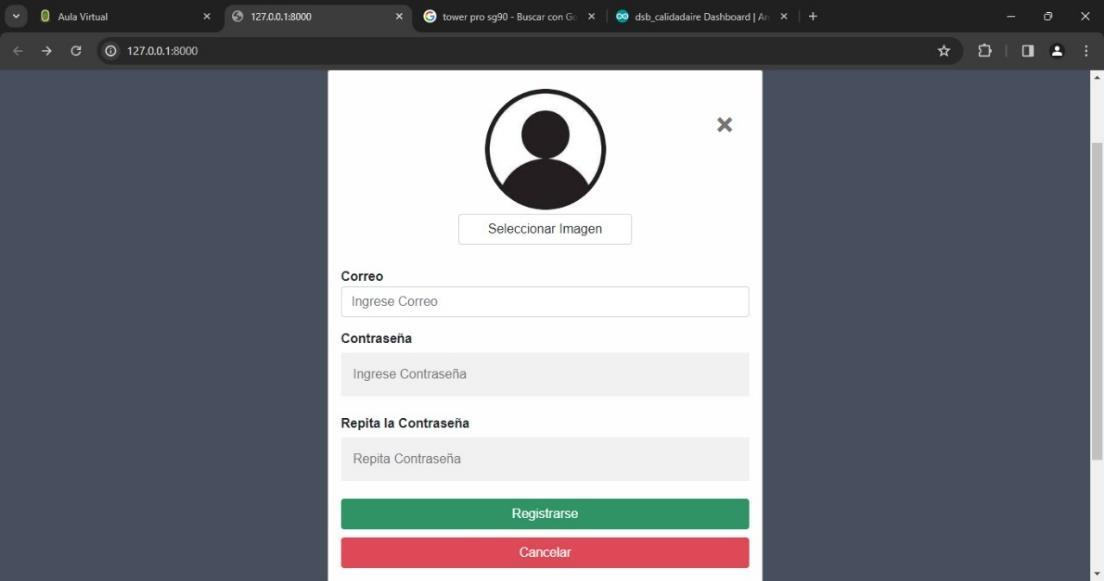 Aula Virtual
127.0.0.1:8000
tower pro sg90 - Buscar con Go
dsb_calidadaire Dashboard | Ar
127.0.0.1:8000
Seleccionar Imagen
Correo
Ingrese Correo
Contraseña
Ingrese Contraseña
Repita la Contraseña
Repita Contraseña
Registrarse
Cancelar